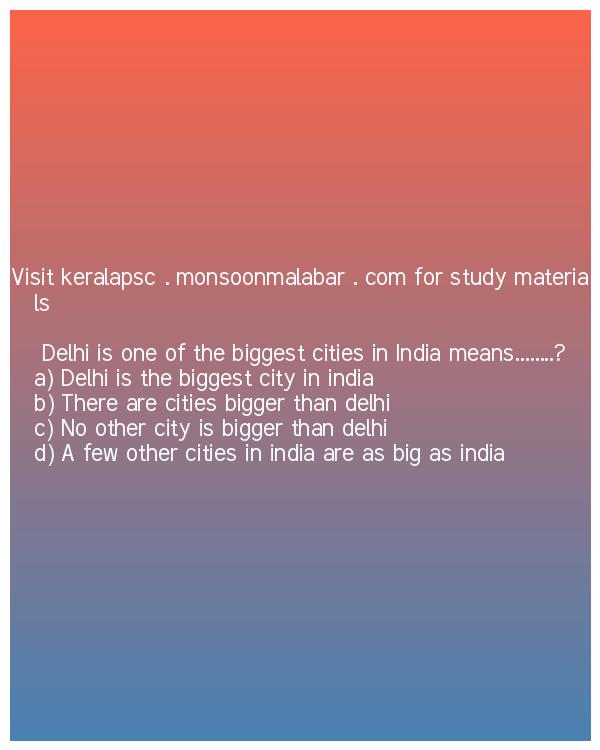 Visit keralapsc . monsoonmalabar . com for study materia
ls
Delhi is one of the biggest cities in India means........?
a) Delhi is the biggest city in india
b) There are cities bigger than delhi
c) No other city is bigger than delhi
d) A few other cities in india are as big as india